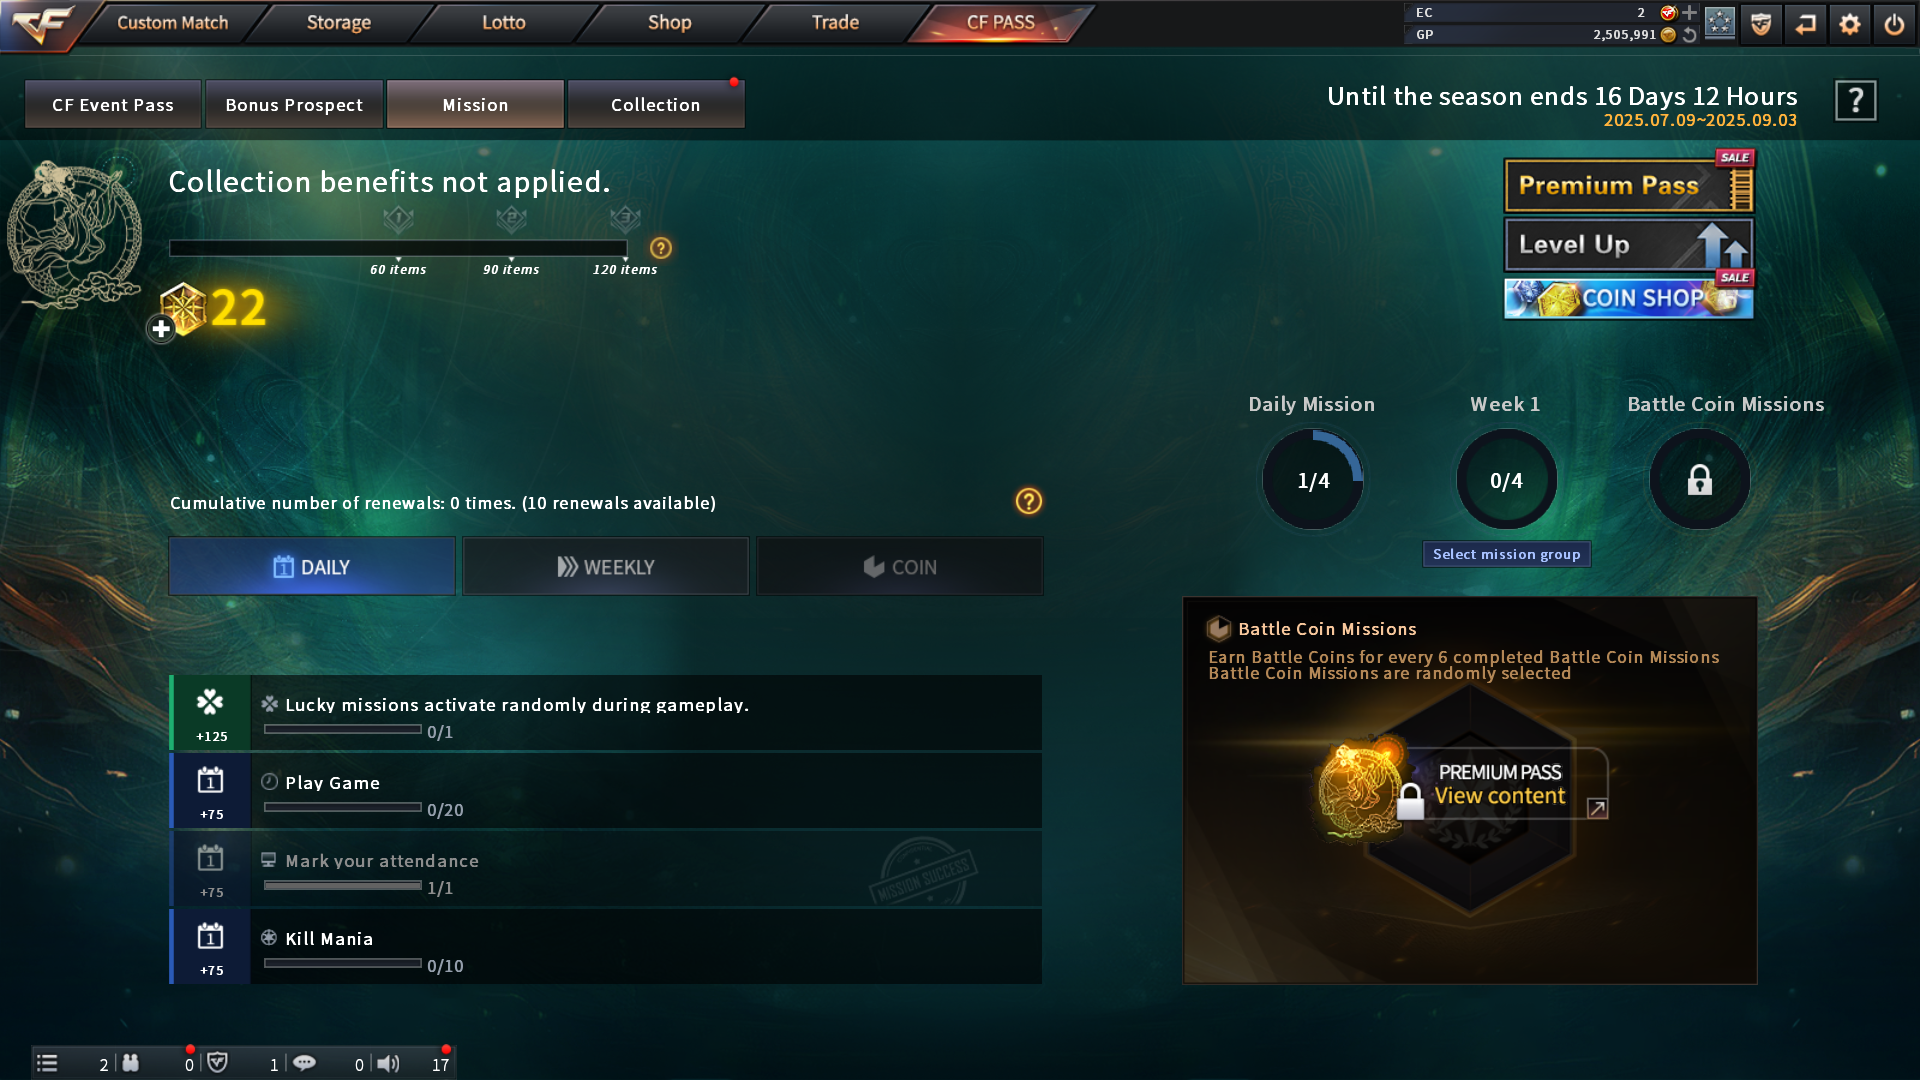 Custom Match
Storage
Lotto
Shop
Trade
CF PASS
EC 2
GP 2,505,991
CF Event Pass
Bonus Prospect
Mission
Collection
Until the season ends 16 Days 12 Hours
2025.07.09~2025.09.03
?
Collection benefits not applied.
1
2
3
?
60 items
90 items
120 items
22
SALE
Premium Pass
Level Up
SALE
COIN SHOP
Daily Mission
Week 1
Battle Coin Missions
1/4
0/4
Select mission group
Cumulative number of renewals: 0 times. (10 renewals available)
?
1 DAILY
WEEKLY
COIN
Lucky missions activate randomly during gameplay.
+125
0/1
1
Play Game
+75
0/20
1
Mark your attendance
+75
1/1
MISSION SUCCESS
1
Kill Mania
+75
0/10
Battle Coin Missions
Earn Battle Coins for every 6 completed Battle Coin Missions
Battle Coin Missions are randomly selected
PREMIUM PASS
View content
2
0
1
0
17